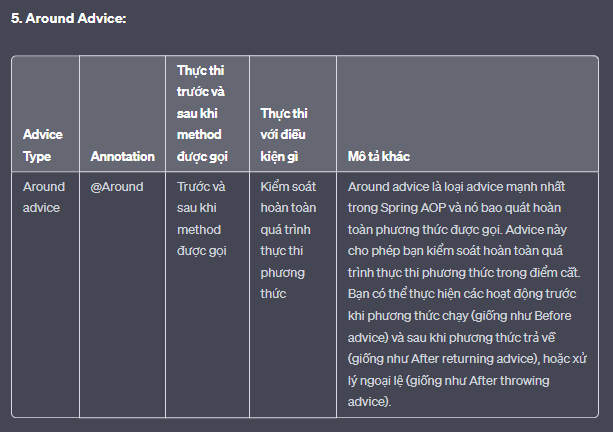 5. Around Advice:
Advice
Type
Annotation
Thực thi
trước và
sau khi
method
được gọi
Thực thi
với điều
kiện gì
Mô tả khác
Around
advice
@Around
Trước và
sau khi
method
được gọi
Kiểm soát
hoàn toàn
quá trình
thực thi
phương
thức
Around advice là loại advice mạnh nhất
trong Spring AOP và nó bao quát hoàn
toàn phương thức được gọi. Advice này
cho phép bạn kiểm soát hoàn toàn quá
trình thực thi phương thức trong điểm cắt.
Bạn có thể thực hiện các hoạt động trước
khi phương thức chạy (giống như Before
advice) và sau khi phương thức trả về
(giống như After returning advice), hoặc xử
lý ngoại lệ (giống như After throwing
advice).